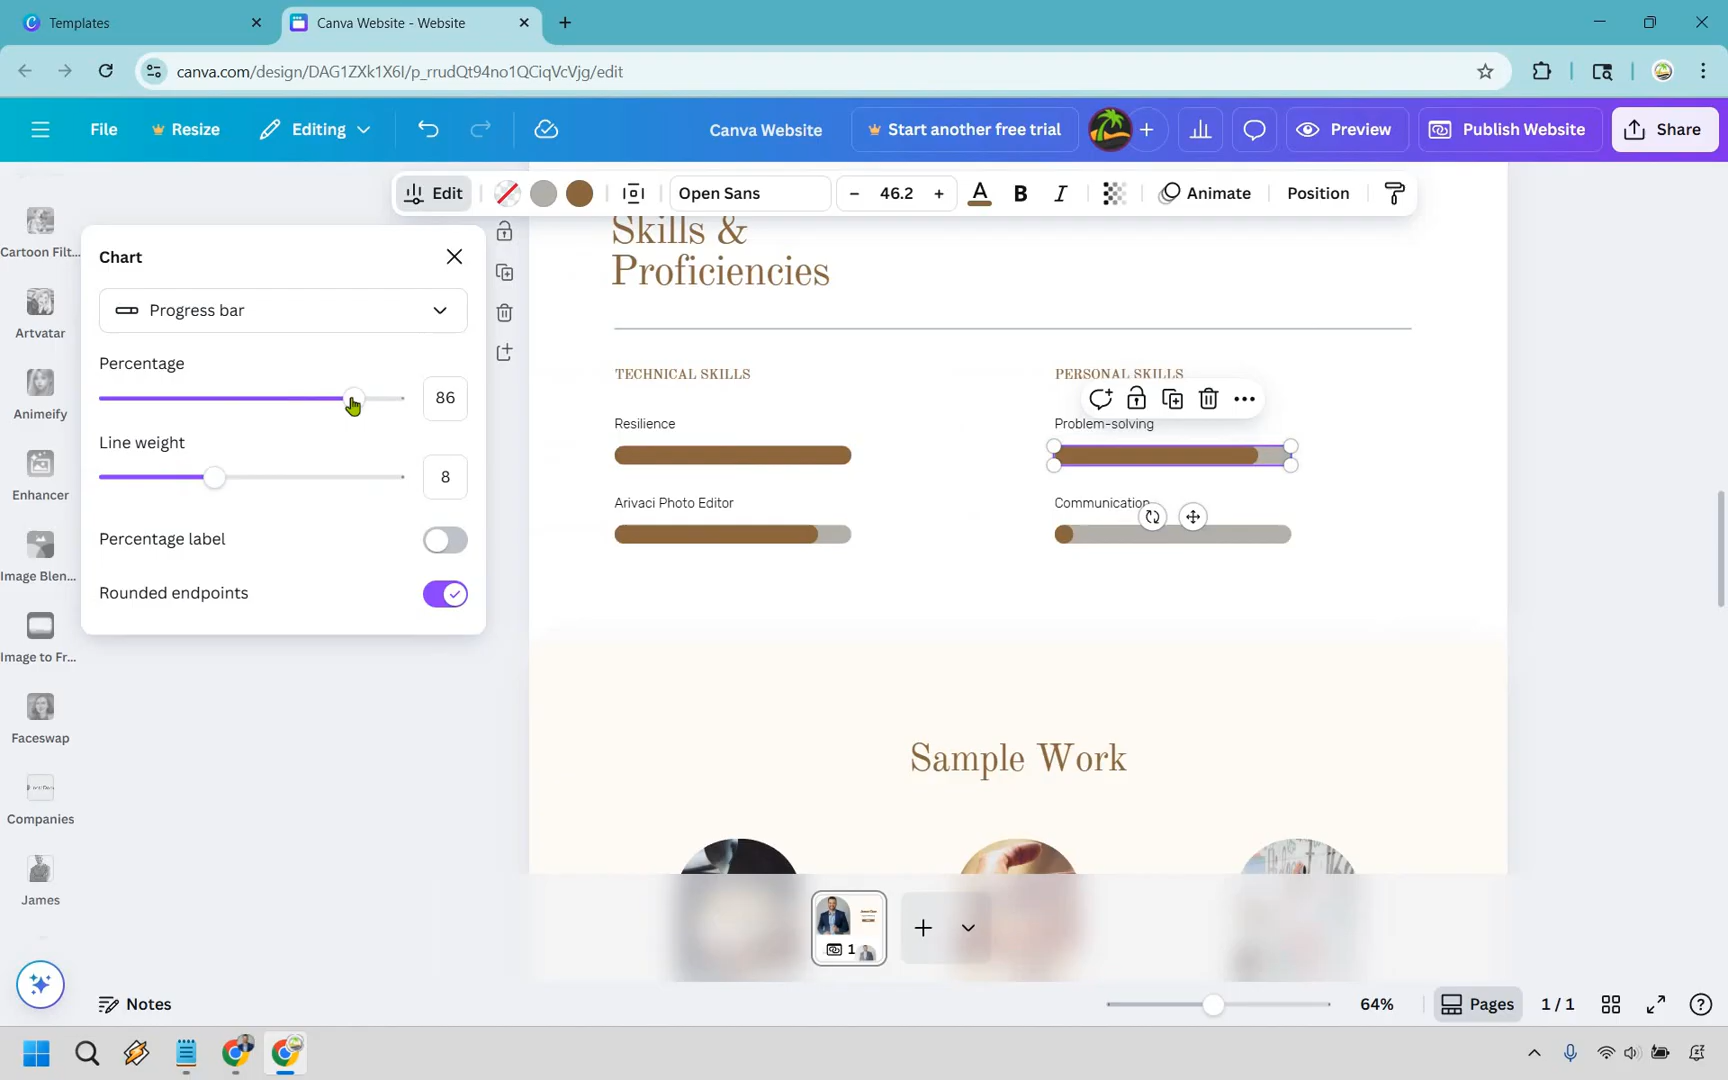 Templates
Canva Website - Website
canva.com/design/DAG1ZXk1X6I/p_rrudQt94no1QCiqVcVjg/edit
File
Resize
Editing
Canva Website
Start another free trial
Preview
Publish Website
Share
Edit
Open Sans
46.2
A
B
I
Animate
Position
Cartoon Filt...
Artvatar
Animeify
Enhancer
Image Blen...
Image to Fr...
Faceswap
Companies
James
Chart
Progress bar
Percentage
86
Line weight
8
Percentage label
Rounded endpoints
Skills &
Proficiencies
TECHNICAL SKILLS
Resilience
Arivaci Photo Editor
PERSONAL SKILLS
Problem-solving
Communication
Sample Work
1
Notes
64%
Pages
1 / 1